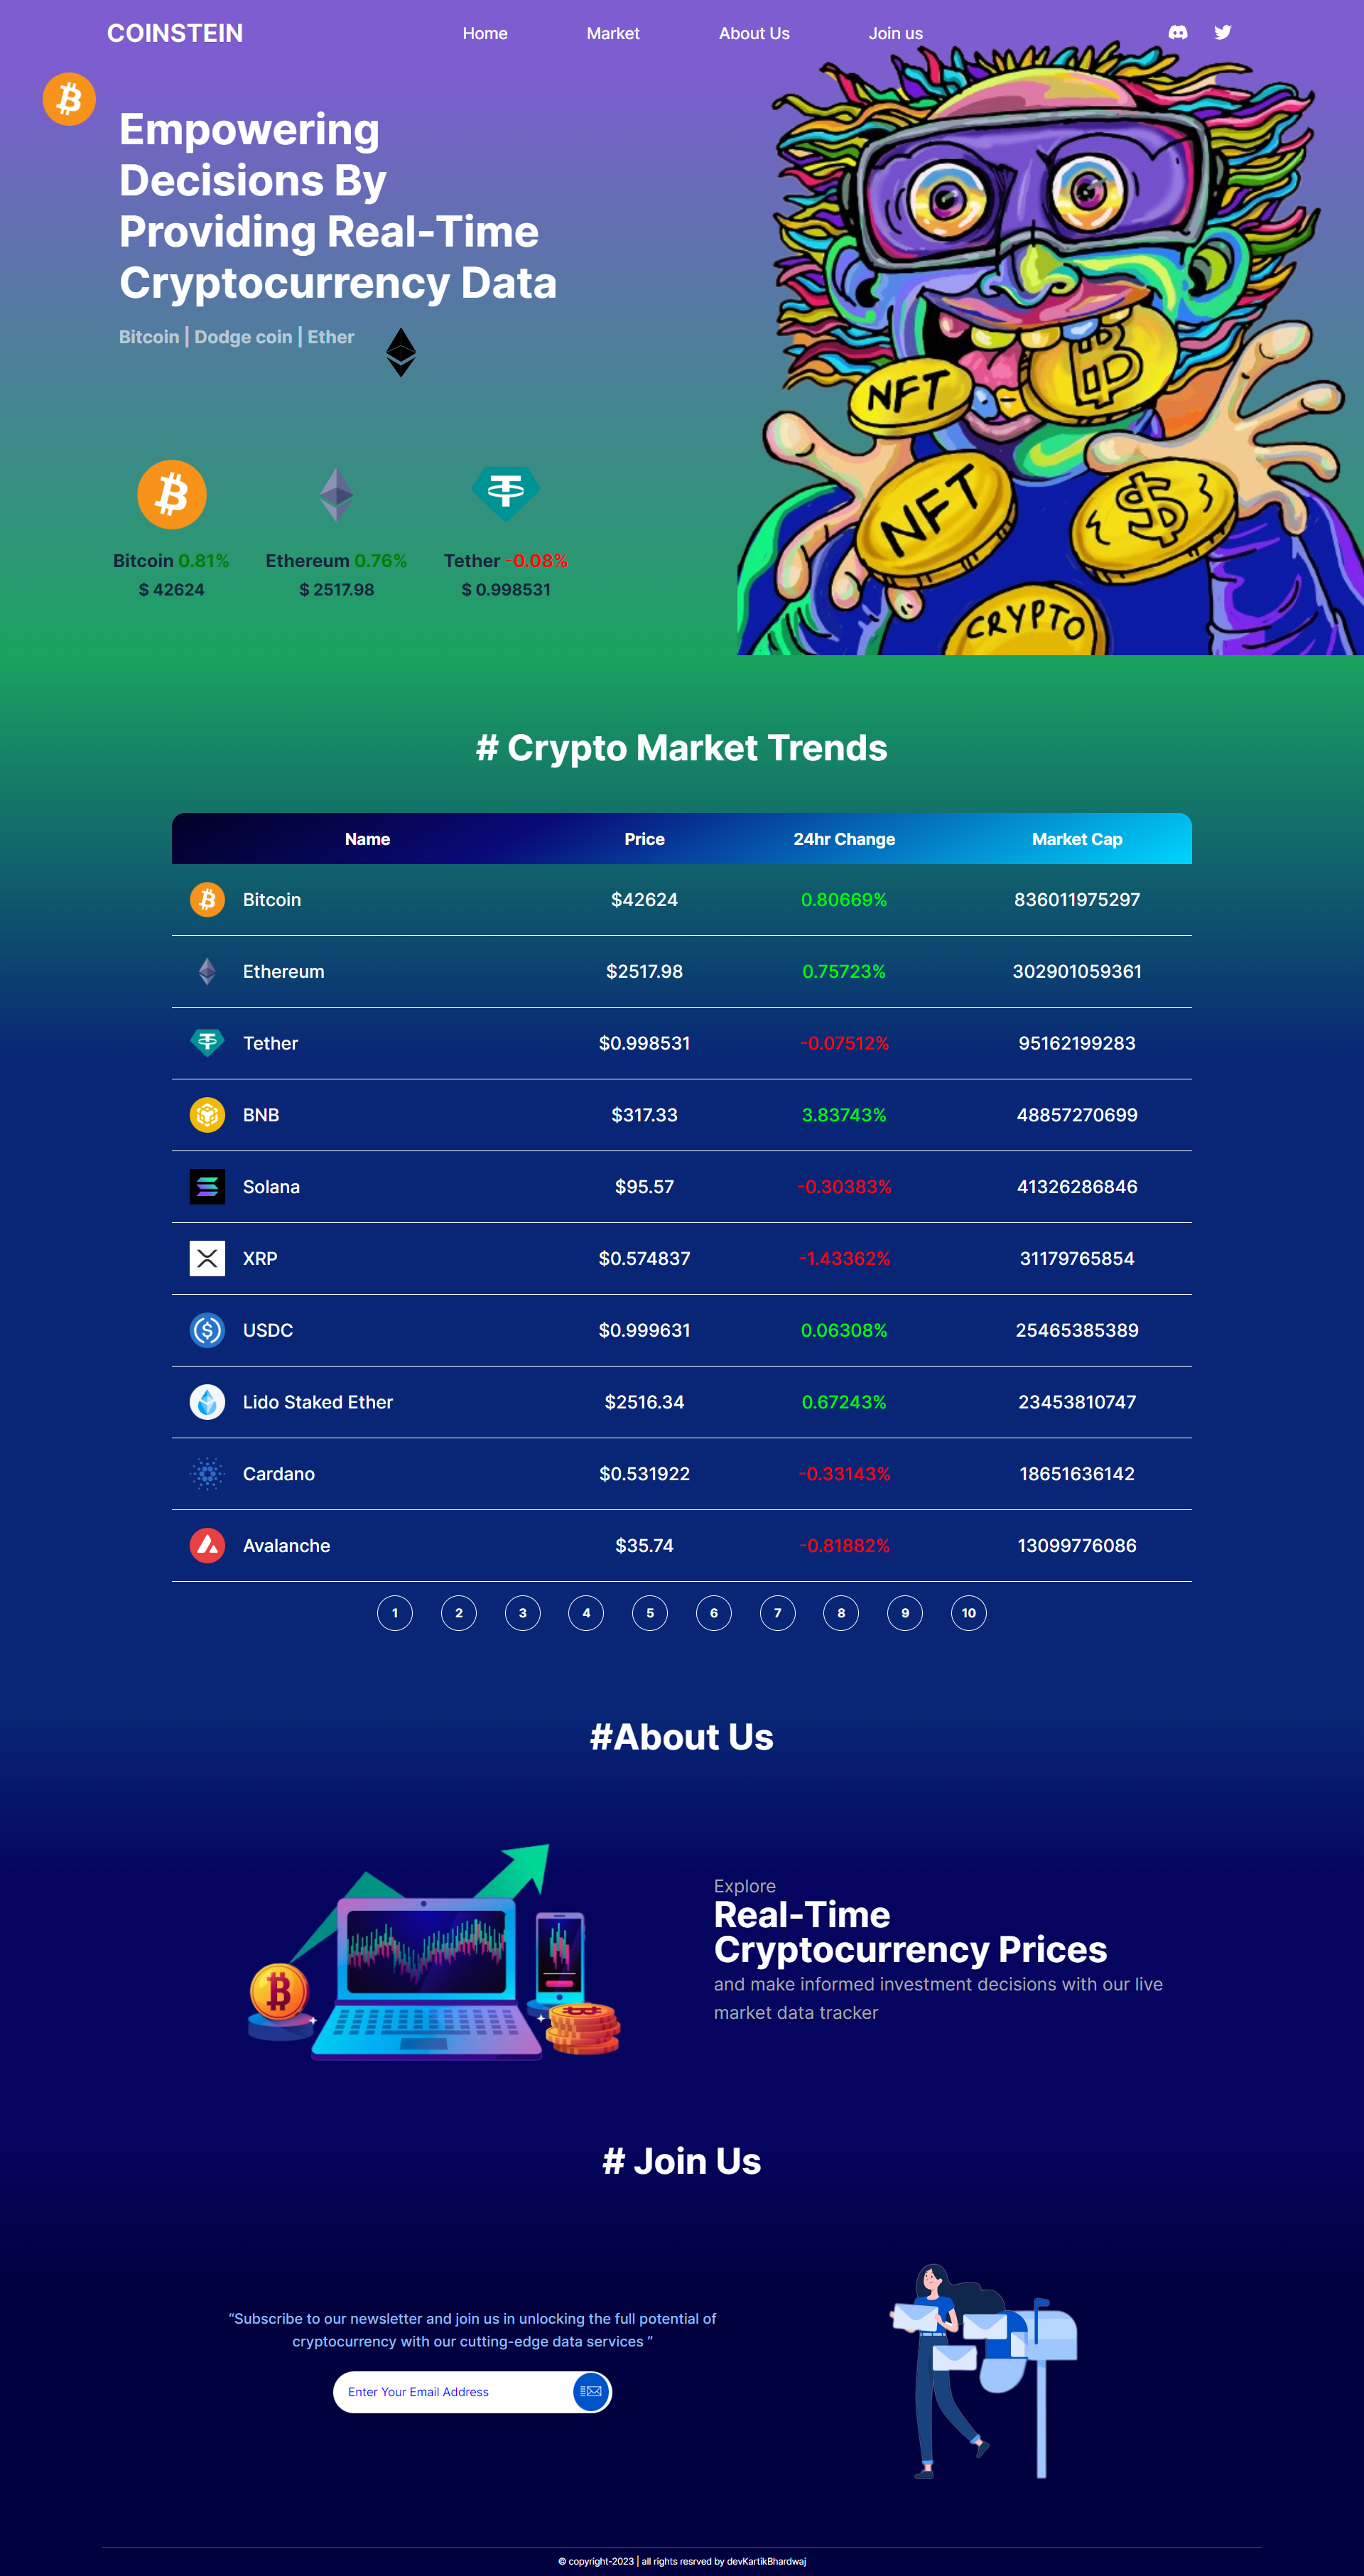 COINSTEIN
Home Market About Us Join us
Empowering
Decisions By
Providing Real-Time
Cryptocurrency Data
Bitcoin | Dodge coin | Ether
NFT
NFT
$
CRYPTO
Bitcoin 0.81%
$ 42624
Ethereum 0.76%
$ 2517.98
Tether -0.08%
$ 0.998531
# Crypto Market Trends
Name Price 24hr Change Market Cap
Bitcoin $42624 0.80669% 836011975297
Ethereum $2517.98 0.75723% 302901059361
Tether $0.998531 -0.07512% 95162199283
BNB $317.33 3.83743% 48857270699
Solana $95.57 -0.30383% 41326286846
XRP $0.574837 -1.43362% 31179765854
USDC $0.999631 0.06308% 25465385389
Lido Staked Ether $2516.34 0.67243% 23453810747
Cardano $0.531922 -0.33143% 18651636142
Avalanche $35.74 -0.81882% 13099776086
1 2 3 4 5 6 7 8 9 10
#About Us
Explore
Real-Time
Cryptocurrency Prices
and make informed investment decisions with our live
market data tracker
# Join Us
“Subscribe to our newsletter and join us in unlocking the full potential of
cryptocurrency with our cutting-edge data services ”
Enter Your Email Address
© copyright-2023 | all rights resrved by devKartikBhardwaj